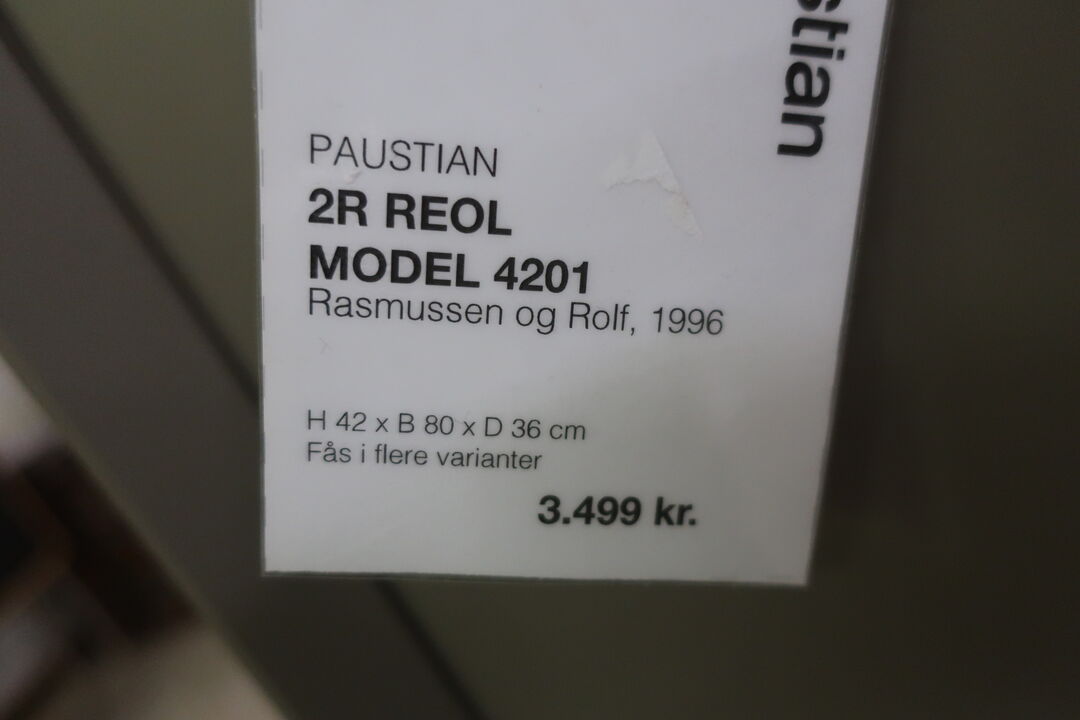 stian
PAUSTIAN
2R REOL
MODEL 4201
Rasmussen og Rolf, 1996
H 42 x B 80 x D 36 cm
Fås i flere varianter
3.499 kr.